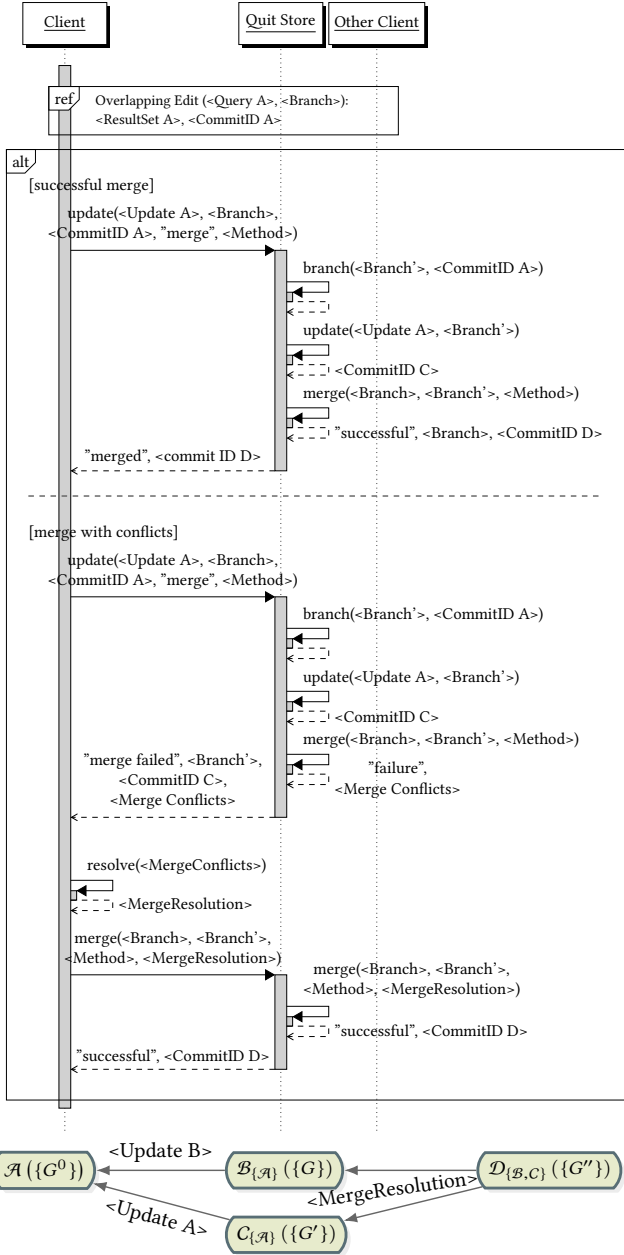 Client
Quit Store
Other Client
ref
Overlapping Edit (<Query A>, <Branch>):
<ResultSet A>, <CommitID A>
alt
[successful merge]
update(<Update A>, <Branch>,
<CommitID A>, "merge", <Method>)
branch(<Branch'>, <CommitID A>)
update(<Update A>, <Branch'>)
<CommitID C>
merge(<Branch>, <Branch'>, <Method>)
"successful", <Branch>, <CommitID D>
"merged", <commit ID D>
[merge with conflicts]
update(<Update A>, <Branch>,
<CommitID A>, "merge", <Method>)
branch(<Branch'>, <CommitID A>)
update(<Update A>, <Branch'>)
<CommitID C>
merge(<Branch>, <Branch'>, <Method>)
"failure",
<Merge Conflicts>
"merge failed", <Branch'>,
<CommitID C>,
<Merge Conflicts>
resolve(<MergeConflicts>)
<MergeResolution>
merge(<Branch>, <Branch'>,
<Method>, <MergeResolution>)
merge(<Branch>, <Branch'>,
<Method>, <MergeResolution>)
"successful", <CommitID D>
"successful", <CommitID D>
𝒜 ({G⁰})
<Update B>
ℬ_{𝒜} ({G})
<MergeResolution>
𝒟_{ℬ,𝒞} ({G''})
<Update A>
𝒞_{𝒜} ({G'})